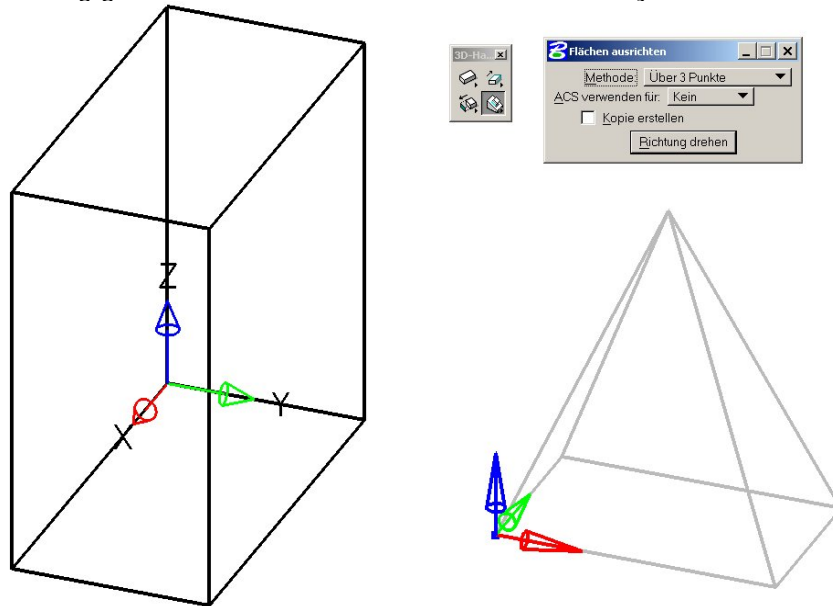 3D-Ha...
Flächen ausrichten
Methode: Über 3 Punkte
ACS verwenden für: Kein
Kopie erstellen
Richtung drehen
Z
Y
X